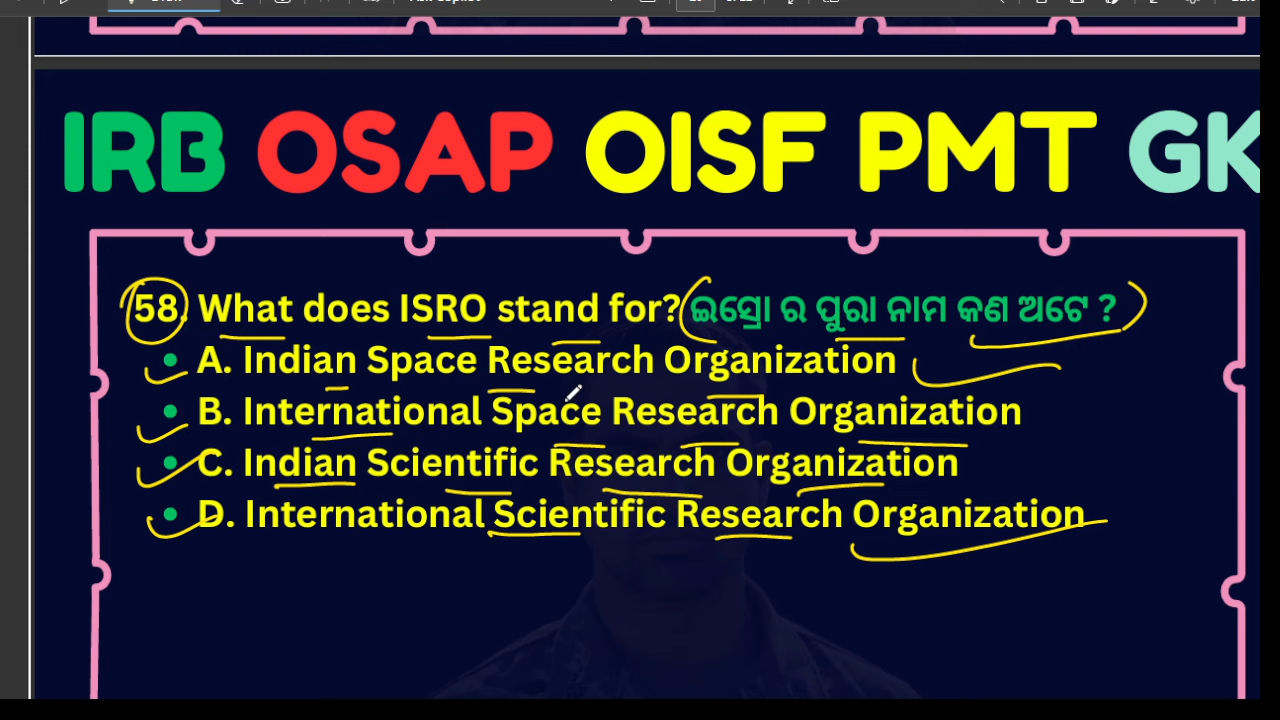 IRB OSAP OISF PMT GK
58. What does ISRO stand for? ଇସ୍ରୋ ର ପୁରା ନାମ କଣ ଅଟେ ?
A. Indian Space Research Organization
B. International Space Research Organization
C. Indian Scientific Research Organization
D. International Scientific Research Organization